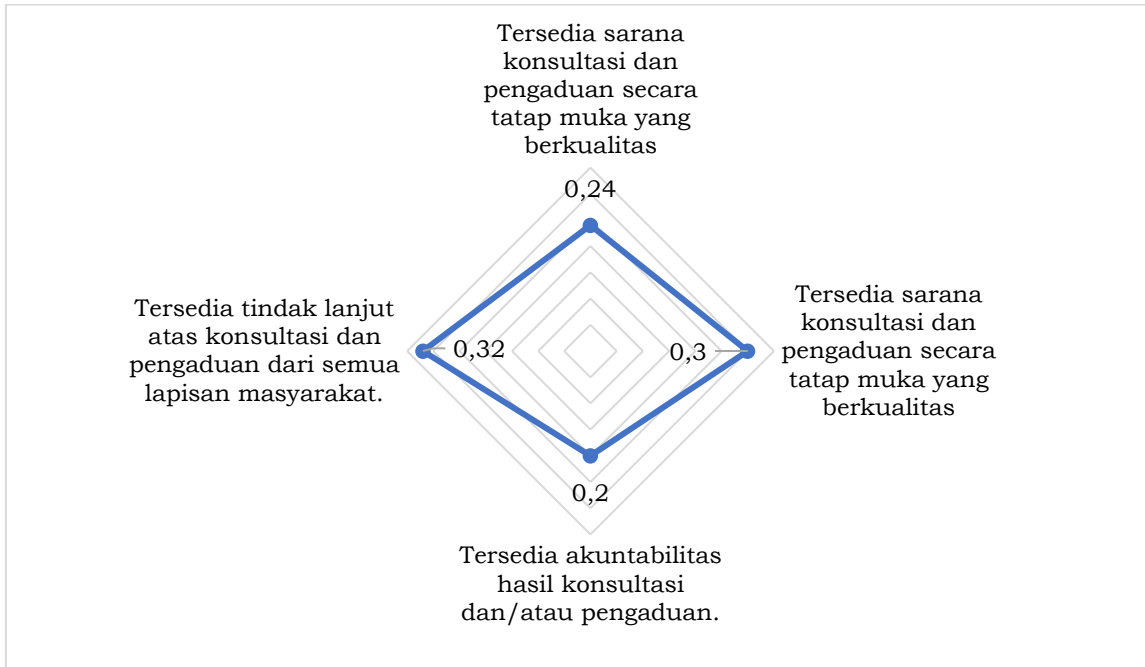 Tersedia sarana
konsultasi dan
pengaduan secara
tatap muka yang
berkualitas
0,24
Tersedia sarana
konsultasi dan
pengaduan secara
tatap muka yang
berkualitas
0,3
0,2
Tersedia akuntabilitas
hasil konsultasi
dan/atau pengaduan.
Tersedia tindak lanjut
atas konsultasi dan
pengaduan dari semua
lapisan masyarakat.
0,32